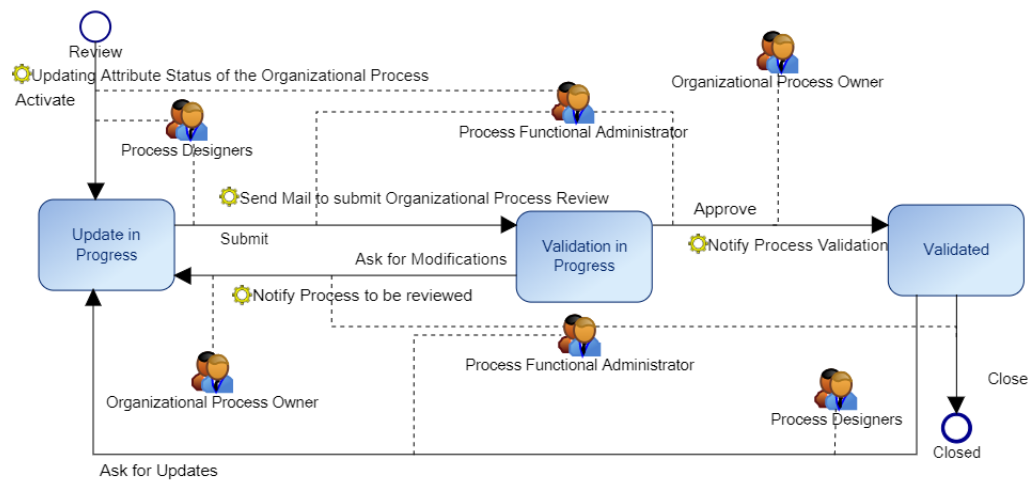 Review
Updating Attribute Status of the Organizational Process
Activate
Organizational Process Owner
Process Functional Administrator
Process Designers
Send Mail to submit Organizational Process Review
Approve
Update in
Progress
Submit
Validation in
Progress
Notify Process Validation
Validated
Ask for Modifications
Notify Process to be reviewed
Process Functional Administrator
Organizational Process Owner
Close
Process Designers
Closed
Ask for Updates